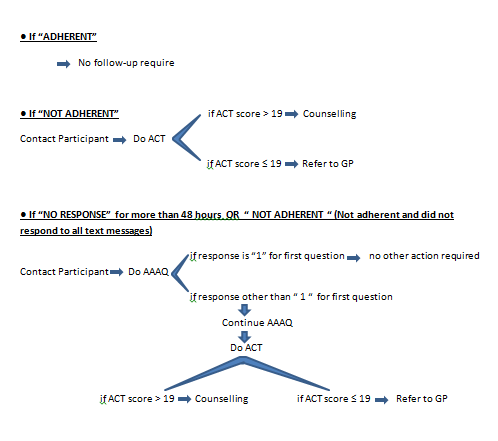 ● If "ADHERENT"
No follow-up require
● If "NOT ADHERENT"
if ACT score > 19 Counselling
Contact Participant Do ACT
if ACT score ≤ 19 Refer to GP
● If "NO RESPONSE" for more than 48 hours OR " NOT ADHERENT " (Not adherent and did not
respond to all text messages)
if response is "1" for first question no other action required
Contact Participant Do AAAQ
if response other than " 1 " for first question
Continue AAAQ
Do ACT
if ACT score > 19 Counselling if ACT score ≤ 19 Refer to GP